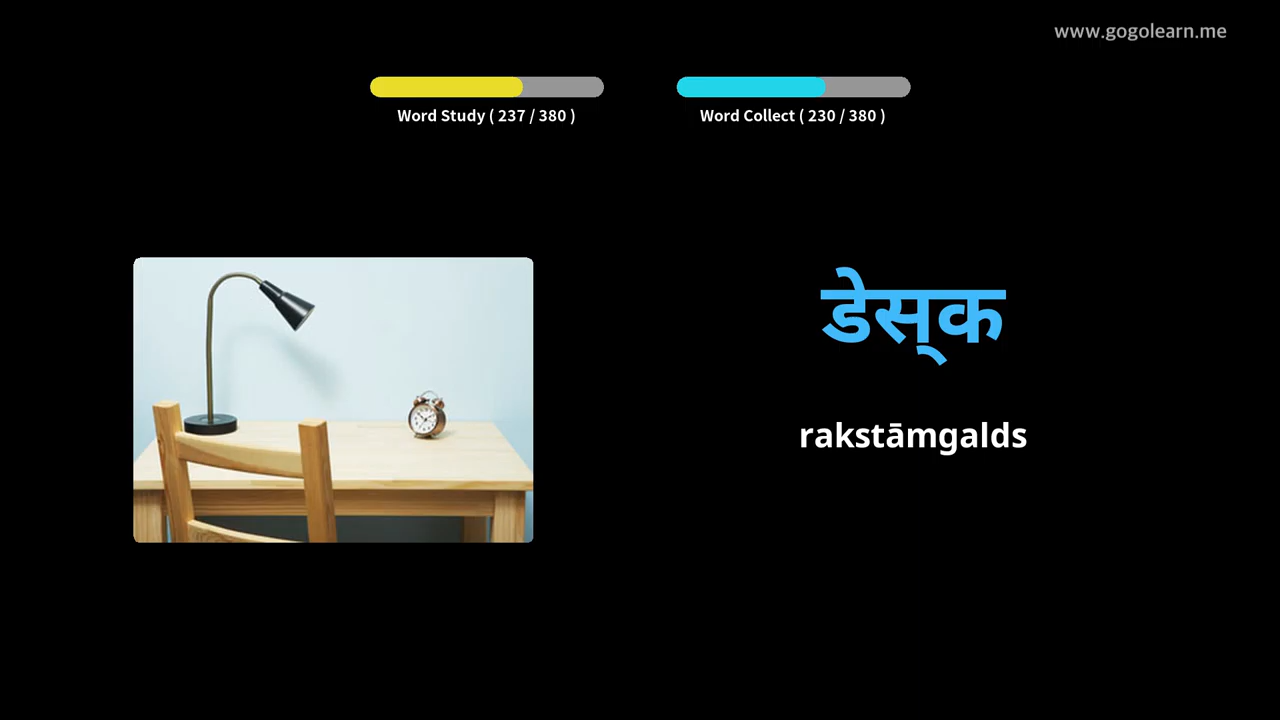 www.gogolearn.me
Word Study ( 237 / 380 )
Word Collect ( 230 / 380 )
डेस्‌क
rakstāmgalds